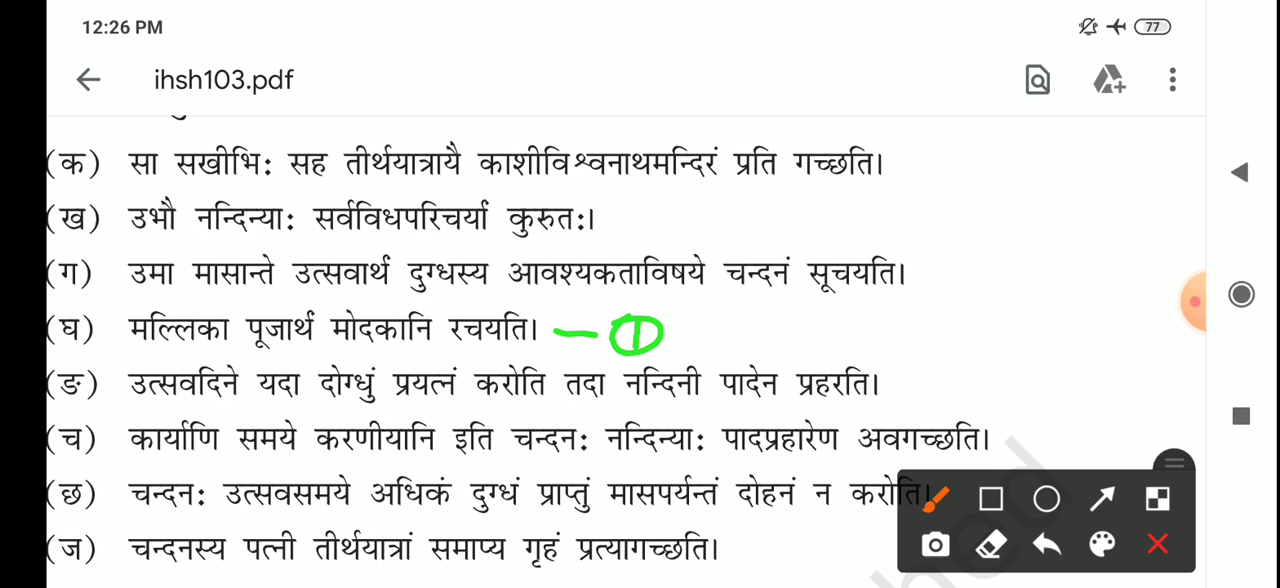 12:26 PM
77
ihsh103.pdf
(क) सा सखीभि: सह तीर्थयात्रायै काशीविश्वनाथमन्दिरं प्रति गच्छति।
(ख) उभौ नन्दिन्या: सर्वविधपरिचर्यां कुरुत:।
(ग) उमा मासान्ते उत्सवार्थं दुग्धस्य आवश्यकताविषये चन्दनं सूचयति।
(घ) मल्लिका पूजार्थं मोदकानि रचयति। — 1
(ङ) उत्सवदिने यदा दोग्धुं प्रयत्नं करोति तदा नन्दिनी पादेन प्रहरति।
(च) कार्याणि समये करणीयानि इति चन्दन: नन्दिन्या: पादप्रहारेण अवगच्छति।
(छ) चन्दन: उत्सवसमये अधिकं दुग्धं प्राप्तुं मासपर्यन्तं दोहनं न करोति।
(ज) चन्दनस्य पत्नी तीर्थयात्रां समाप्य गृहं प्रत्यागच्छति।